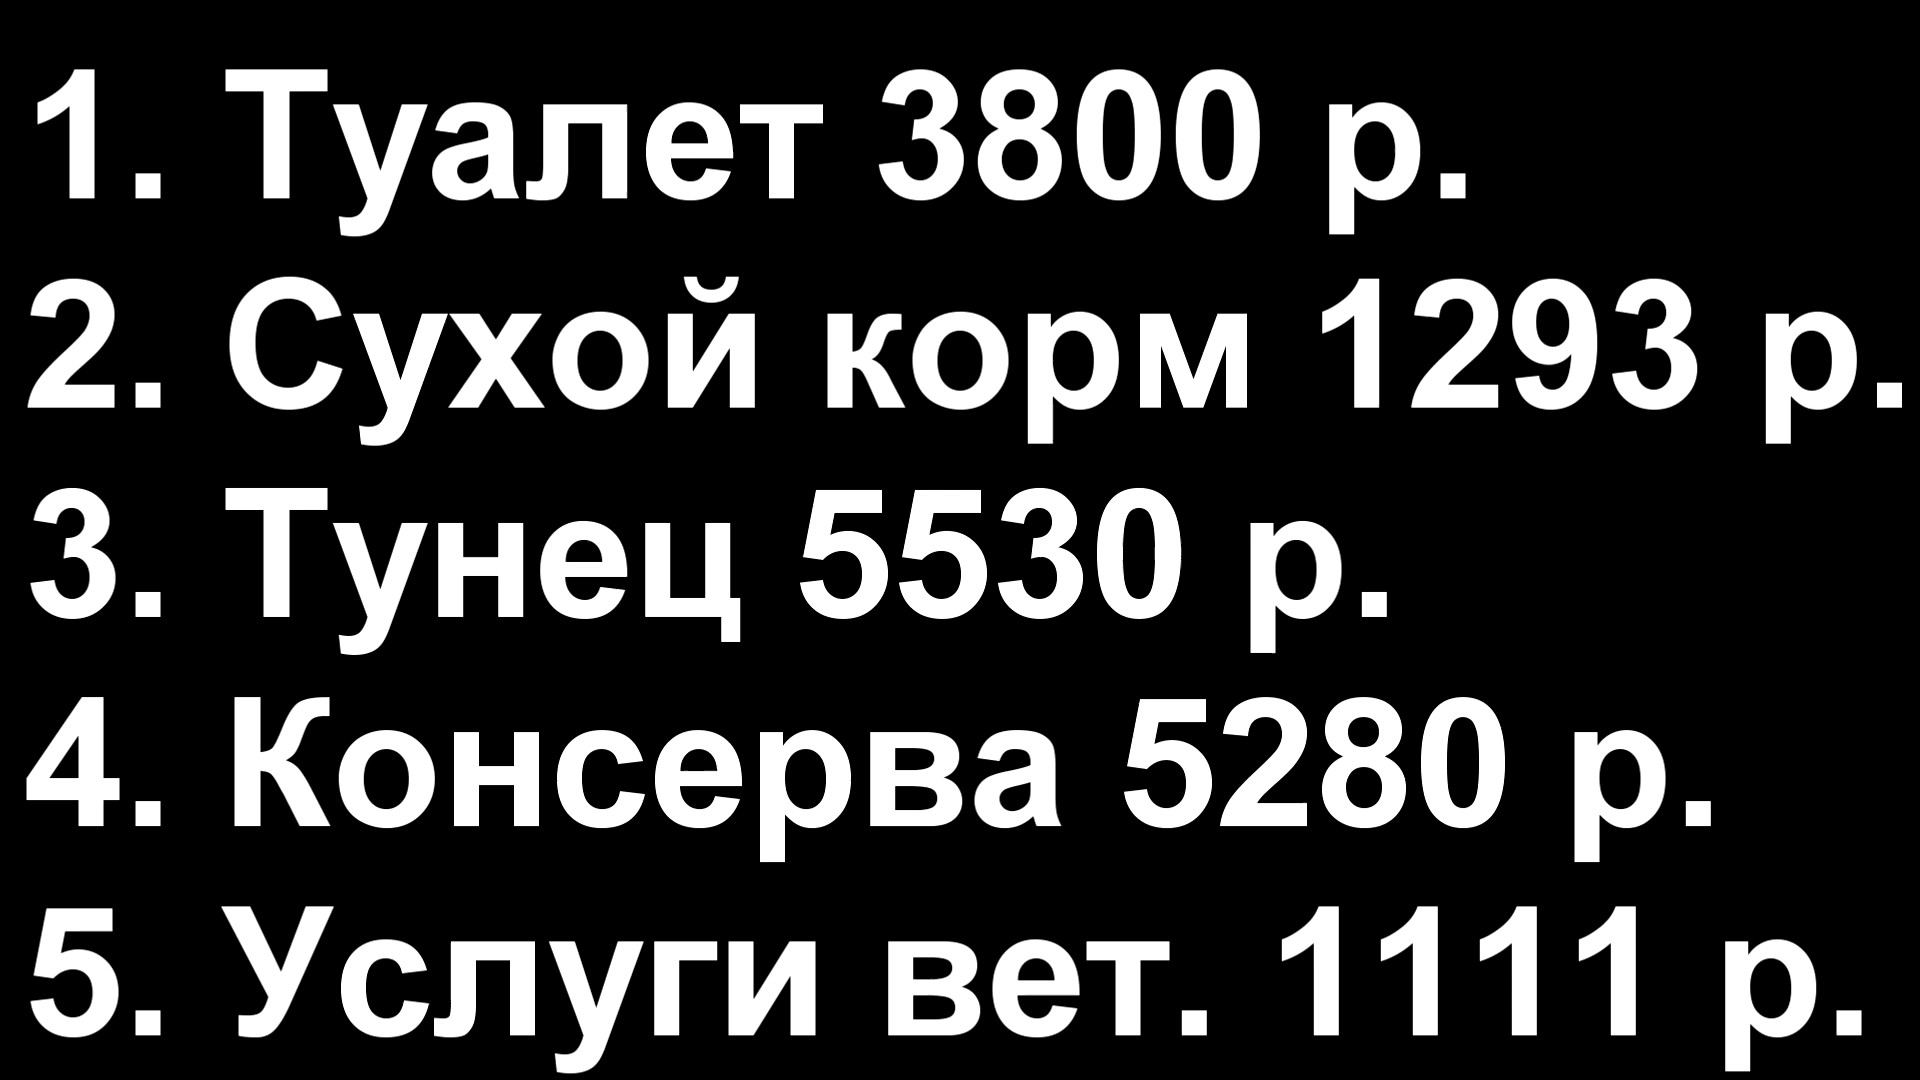 1. Туалет 3800 р.
2. Сухой корм 1293 р.
3. Тунец 5530 р.
4. Консерва 5280 р.
5. Услуги вет. 1111 р.